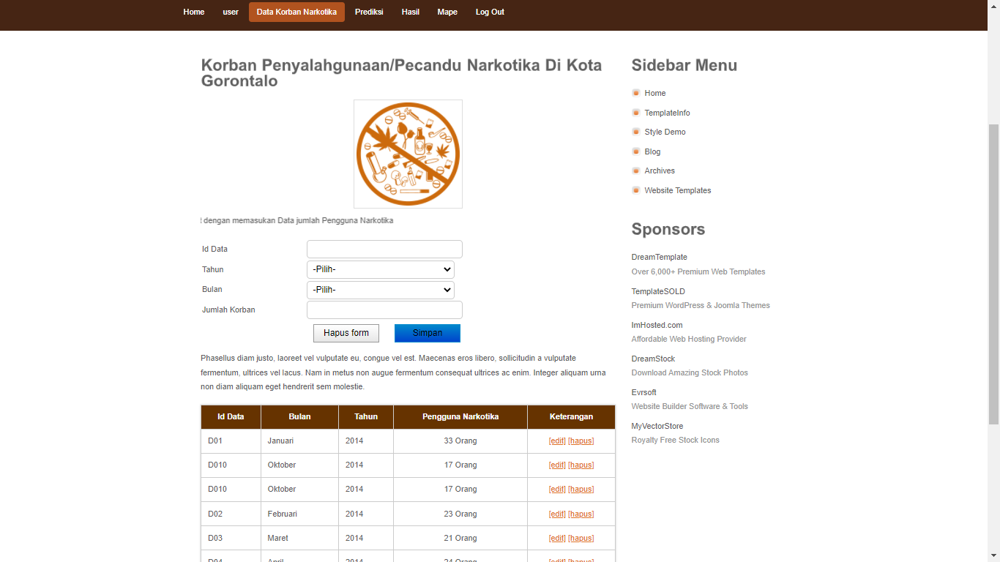 Home user Data Korban Narkotika Prediksi Hasil Mape Log Out
Korban Penyalahgunaan/Pecandu Narkotika Di Kota
Gorontalo
t dengan memasukan Data jumlah Pengguna Narkotika
Id Data
Tahun -Pilih-
Bulan -Pilih-
Jumlah Korban
Hapus form Simpan
Phasellus diam justo, laoreet vel vulputate eu, congue vel est. Maecenas eros libero, sollicitudin a vulputate
fermentum, ultrices vel lacus. Nam in metus non augue fermentum consequat ultrices ac enim. Integer aliquam urna
non diam aliquam eget hendrerit sem molestie.
Id Data Bulan Tahun Pengguna Narkotika Keterangan
D01 Januari 2014 33 Orang [edit] [hapus]
D010 Oktober 2014 17 Orang [edit] [hapus]
D010 Oktober 2014 17 Orang [edit] [hapus]
D02 Februari 2014 23 Orang [edit] [hapus]
D03 Maret 2014 21 Orang [edit] [hapus]
D04 April 2014 24 Orang [edit] [hapus]
Sidebar Menu
Home
TemplateInfo
Style Demo
Blog
Archives
Website Templates
Sponsors
DreamTemplate
Over 6,000+ Premium Web Templates
TemplateSOLD
Premium WordPress & Joomla Themes
ImHosted.com
Affordable Web Hosting Provider
DreamStock
Download Amazing Stock Photos
Evrsoft
Website Builder Software & Tools
MyVectorStore
Royalty Free Stock Icons